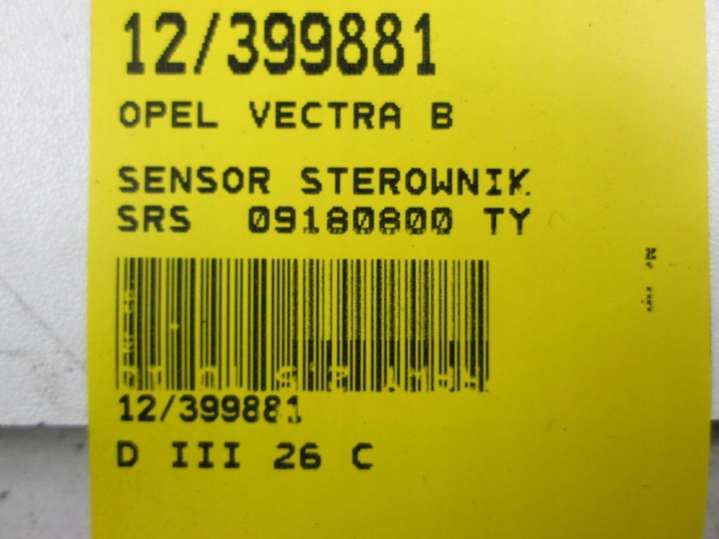 12/399881
OPEL VECTRA B
SENSOR STEROWNIK
SRS 09180800 TY
12/399881
D III 26 C